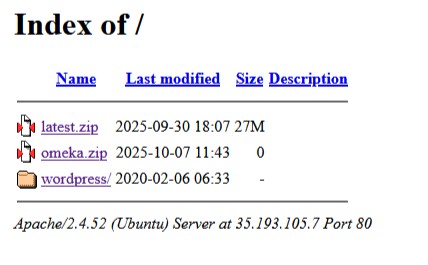 Index of /
Name Last modified Size Description
latest.zip 2025-09-30 18:07 27M
omeka.zip 2025-10-07 11:43 0
wordpress/ 2020-02-06 06:33 -
Apache/2.4.52 (Ubuntu) Server at 35.193.105.7 Port 80